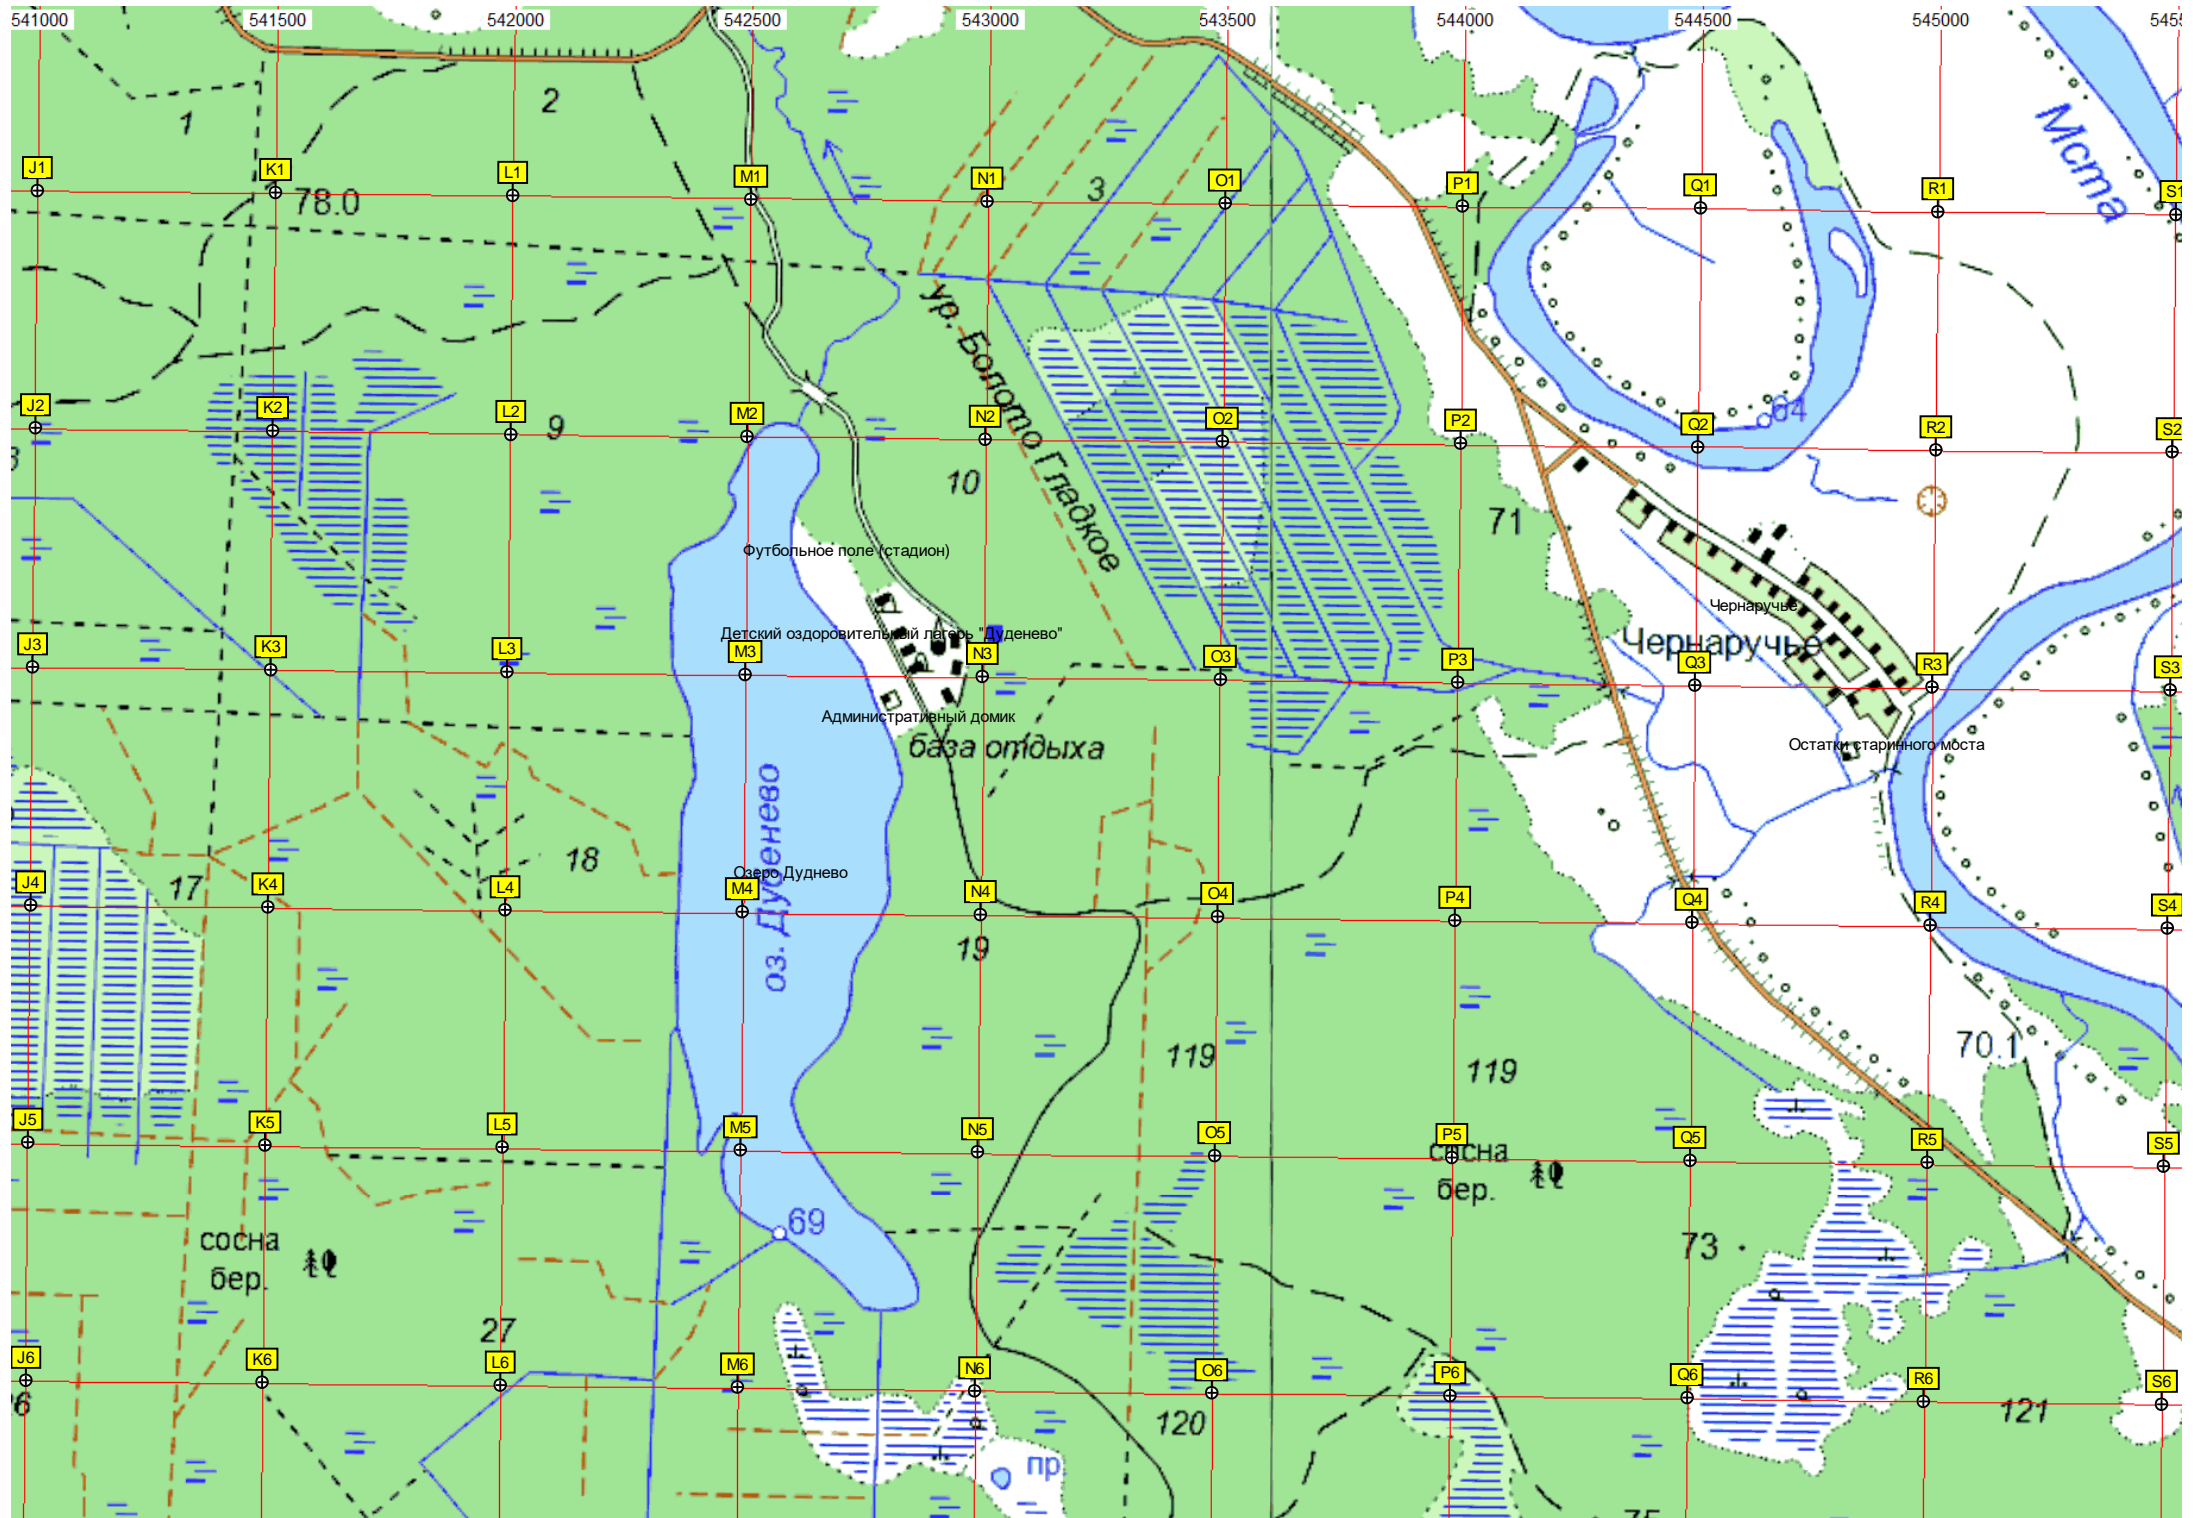 541000 541500 542000 542500 543000 543500 544000 544500 545000
1
2
3
Мста
J1 K1 L1 M1 N1 O1 P1 Q1 R1 S1
78.0
ур. Болото Гладкое
64
J2 K2 L2 M2 N2 O2 P2 Q2 R2 S2
9
10
71
Футбольное поле (стадион)
Чернаручье
Детский оздоровительный лагерь "Дуденево"
Чернаручье
J3 K3 L3 M3 N3 O3 P3 Q3 R3 S3
Административный домик
база отдыха
Остатки старинного моста
18
17
Озеро Дуднево
оз. Дубенево
J4 K4 L4 M4 N4 O4 P4 Q4 R4 S4
19
70.1
119
119
J5 K5 L5 M5 N5 O5 P5 Q5 R5 S5
сосна
бер.
69
сосна
бер.
73
27
J6 K6 L6 M6 N6 O6 P6 Q6 R6 S6
120
121
пр